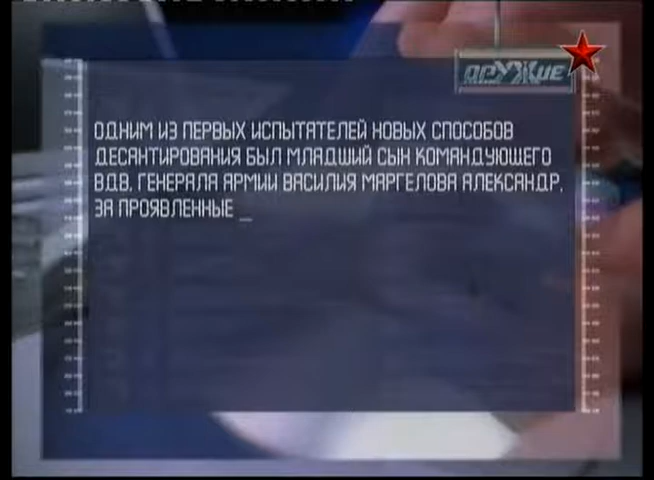 ОРУЖИЕ
ОДНИМ ИЗ ПЕРВЫХ ИСПЫТАТЕЛЕЙ НОВЫХ СПОСОБОВ
ДЕСАНТИРОВАНИЯ БЫЛ МЛАДШИЙ СЫН КОМАНДУЮЩЕГО
ВДВ, ГЕНЕРАЛА АРМИИ ВАСИЛИЯ МАРГЕЛОВА АЛЕКСАНДР.
ЗА ПРОЯВЛЕННЫЕ _